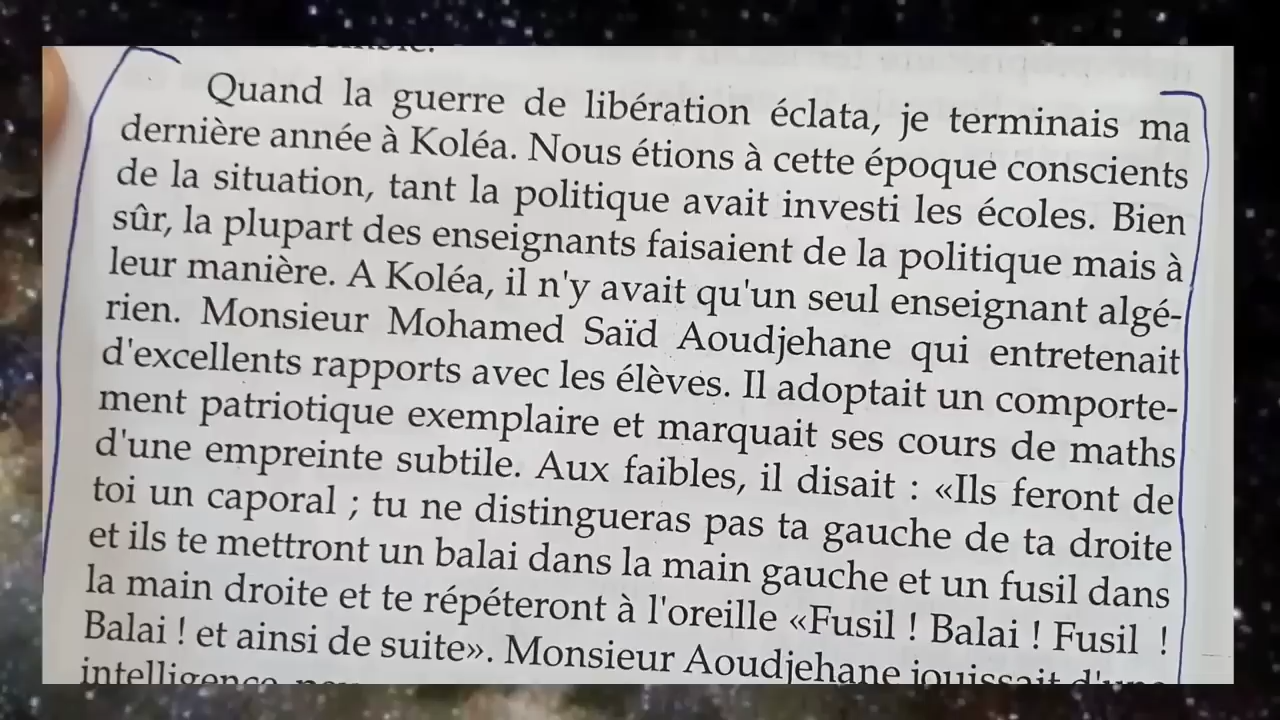 Quand la guerre de libération éclata, je terminais ma
dernière année à Koléa. Nous étions à cette époque conscients
de la situation, tant la politique avait investi les écoles. Bien
sûr, la plupart des enseignants faisaient de la politique mais à
leur manière. A Koléa, il n'y avait qu'un seul enseignant algé-
rien. Monsieur Mohamed Saïd Aoudjehane qui entretenait
d'excellents rapports avec les élèves. Il adoptait un comporte-
ment patriotique exemplaire et marquait ses cours de maths
d'une empreinte subtile. Aux faibles, il disait : «Ils feront de
toi un caporal ; tu ne distingueras pas ta gauche de ta droite
et ils te mettront un balai dans la main gauche et un fusil dans
la main droite et te répéteront à l'oreille «Fusil ! Balai ! Fusil !
Balai ! et ainsi de suite». Monsieur Aoudjehane jouissait d'une
intelligence